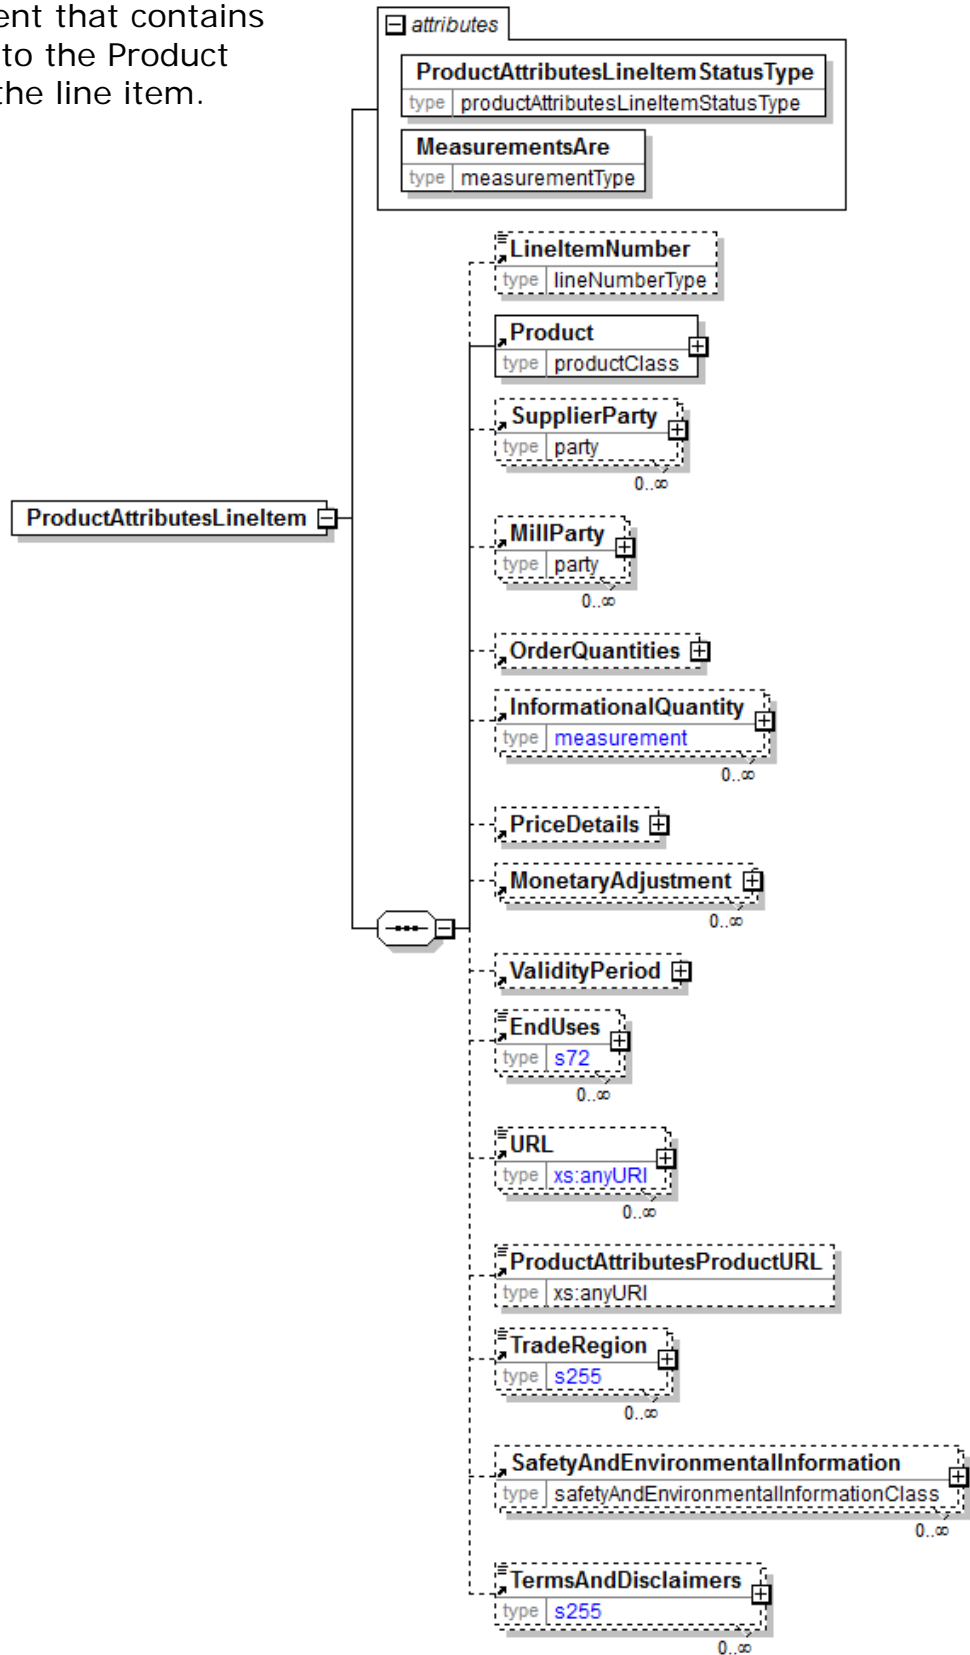 ent that contains
to the Product
the line item.
attributes
ProductAttributesLineItemStatusType
type productAttributesLineItemStatusType
MeasurementsAre
type measurementType
LineItemNumber
type lineNumberType
Product
type productClass
SupplierParty
type party
0..∞
ProductAttributesLineItem
MillParty
type party
0..∞
OrderQuantities
InformationalQuantity
type measurement
0..∞
PriceDetails
MonetaryAdjustment
0..∞
ValidityPeriod
EndUses
type s72
0..∞
URL
type xs:anyURI
0..∞
ProductAttributesProductURL
type xs:anyURI
TradeRegion
type s255
0..∞
SafetyAndEnvironmentalInformation
type safetyAndEnvironmentalInformationClass
0..∞
TermsAndDisclaimers
type s255
0..∞